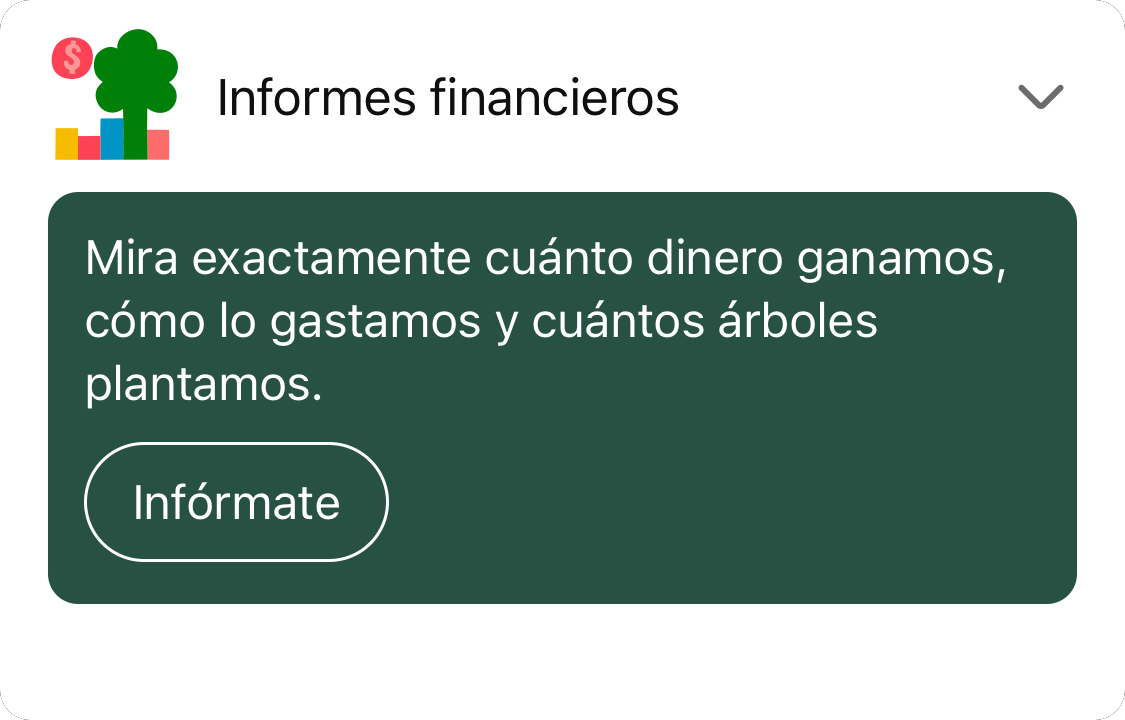 $
Informes financieros
Mira exactamente cuánto dinero ganamos,
cómo lo gastamos y cuántos árboles
plantamos.
Infórmate